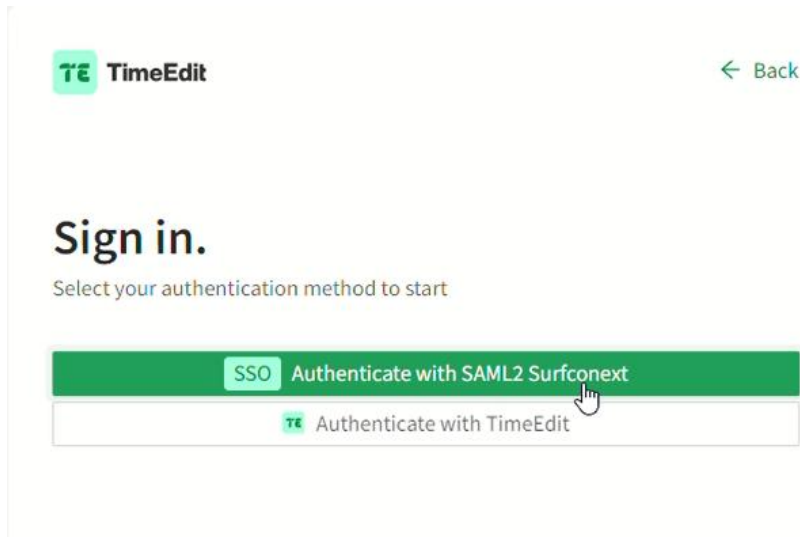 TE TimeEdit
← Back
Sign in.
Select your authentication method to start
SSO Authenticate with SAML2 Surfconext
TE Authenticate with TimeEdit